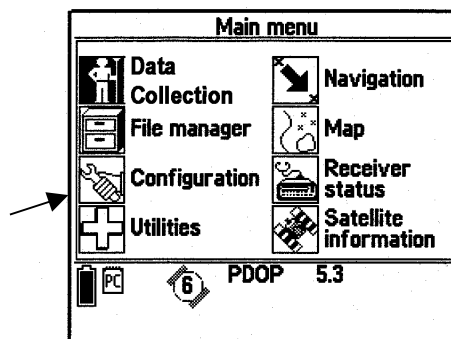 Main menu
Data
Collection
Navigation
File manager
Map
Configuration
Receiver
status
Utilities
Satellite
information
PC
6
PDOP 5.3